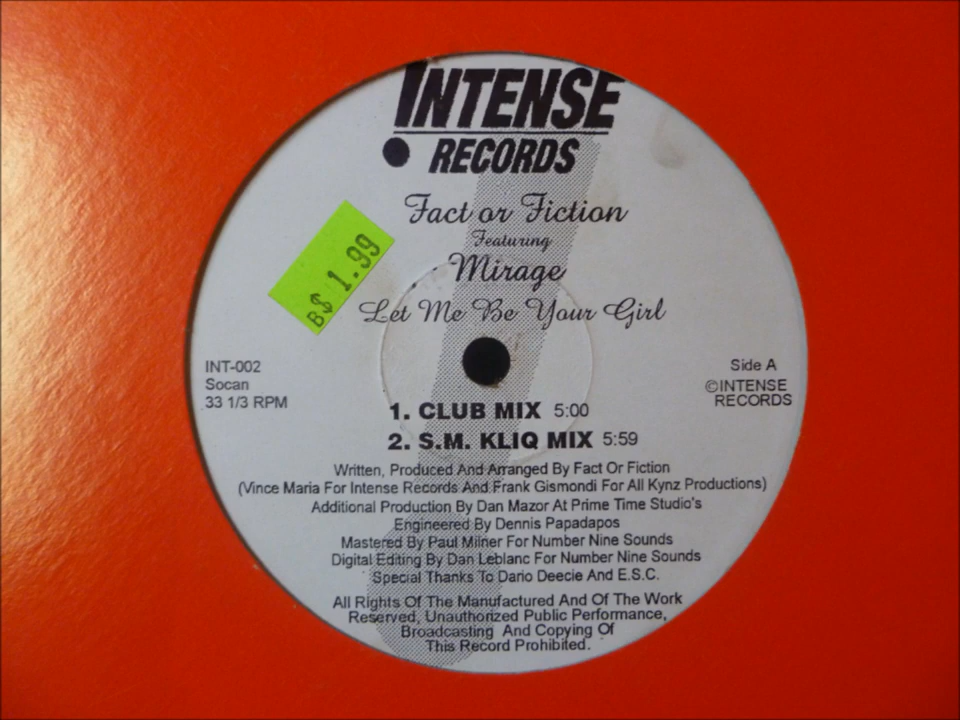 INTENSE
RECORDS
Fact or Fiction
Featuring
Mirage
Let Me Be Your Girl
B$ 1.99
INT-002
Socan
33 1/3 RPM
Side A
©INTENSE
RECORDS
1. CLUB MIX 5:00
2. S.M. KLIQ MIX 5:59
Written, Produced And Arranged By Fact Or Fiction
(Vince Maria For Intense Records And Frank Gismondi For All Kynz Productions)
Additional Production By Dan Mazor At Prime Time Studio's
Engineered By Dennis Papadapos
Mastered By Paul Milner For Number Nine Sounds
Digital Editing By Dan Leblanc For Number Nine Sounds
Special Thanks To Dario Deecie And E.S.C.
All Rights Of The Manufactured And Of The Work
Reserved, Unauthorized Public Performance,
Broadcasting And Copying Of
This Record Prohibited.